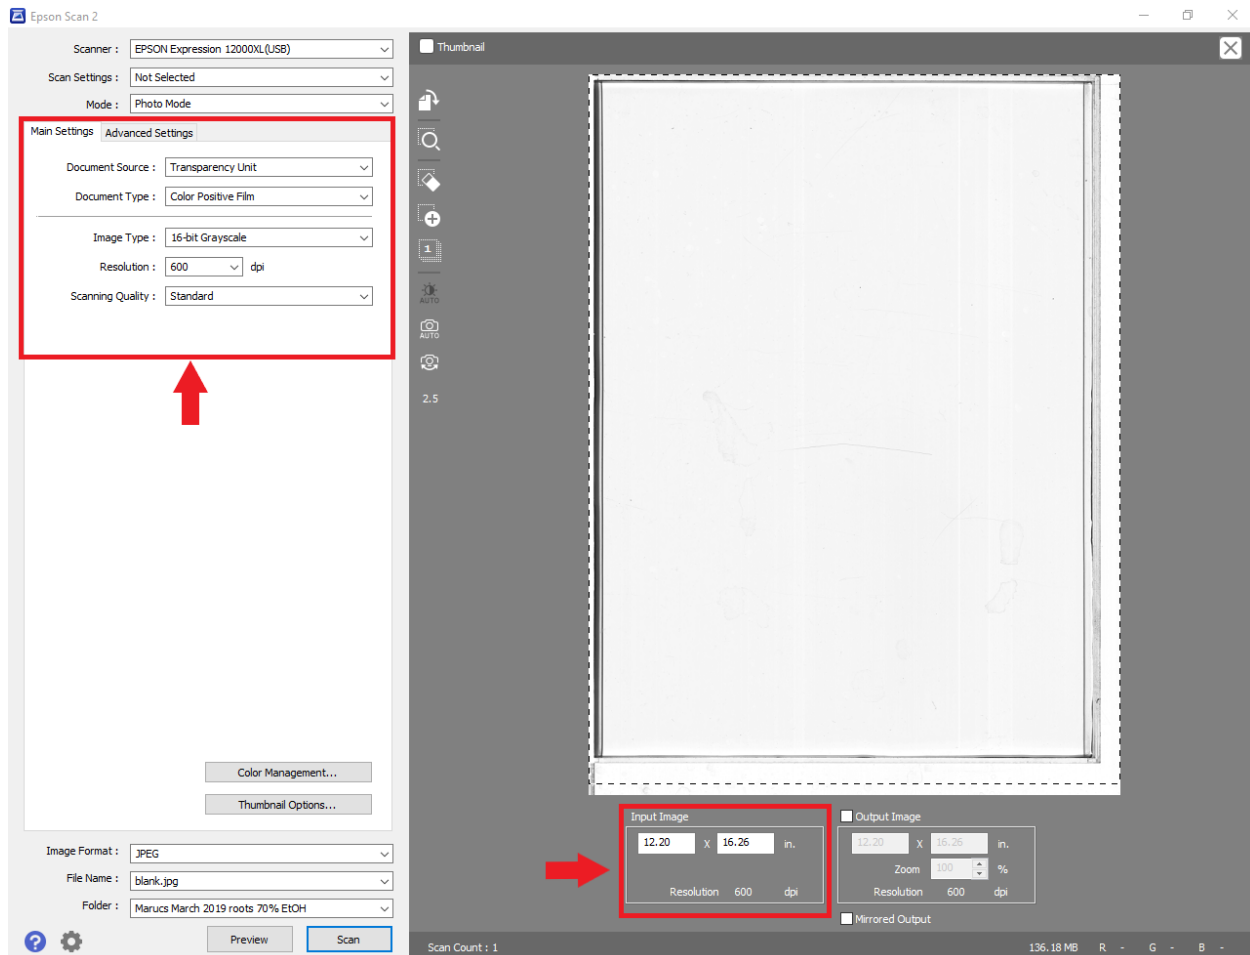 Epson Scan 2
Scanner : EPSON Expression 12000XL(USB)
Scan Settings : Not Selected
Mode : Photo Mode
Main Settings Advanced Settings
Document Source : Transparency Unit
Document Type : Color Positive Film
Image Type : 16-bit Grayscale
Resolution : 600 dpi
Scanning Quality : Standard
Color Management...
Thumbnail Options...
Image Format : JPEG
File Name : blank.jpg
Folder : Marucs March 2019 roots 70% EtOH
? Preview Scan
Thumbnail
1
AUTO
AUTO
2.5
Input Image
12.20 X 16.26 in.
Resolution 600 dpi
Output Image
12.20 X 16.26 in.
Zoom 100 %
Resolution 600 dpi
Mirrored Output
Scan Count : 1 136.18 MB R - G - B -